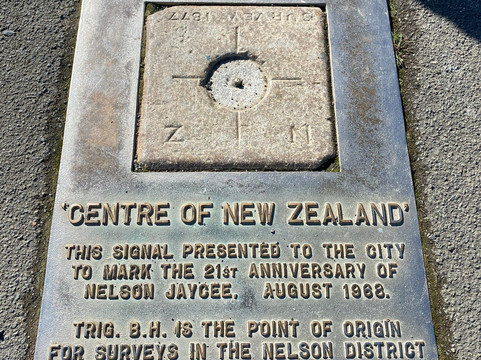 SURVEY 1877
N Z
'CENTRE OF NEW ZEALAND'
THIS SIGNAL PRESENTED TO THE CITY
TO MARK THE 21ST ANNIVERSARY OF
NELSON JAYCEE. AUGUST 1968.
TRIG. B.H. IS THE POINT OF ORIGIN
FOR SURVEYS IN THE NELSON DISTRICT